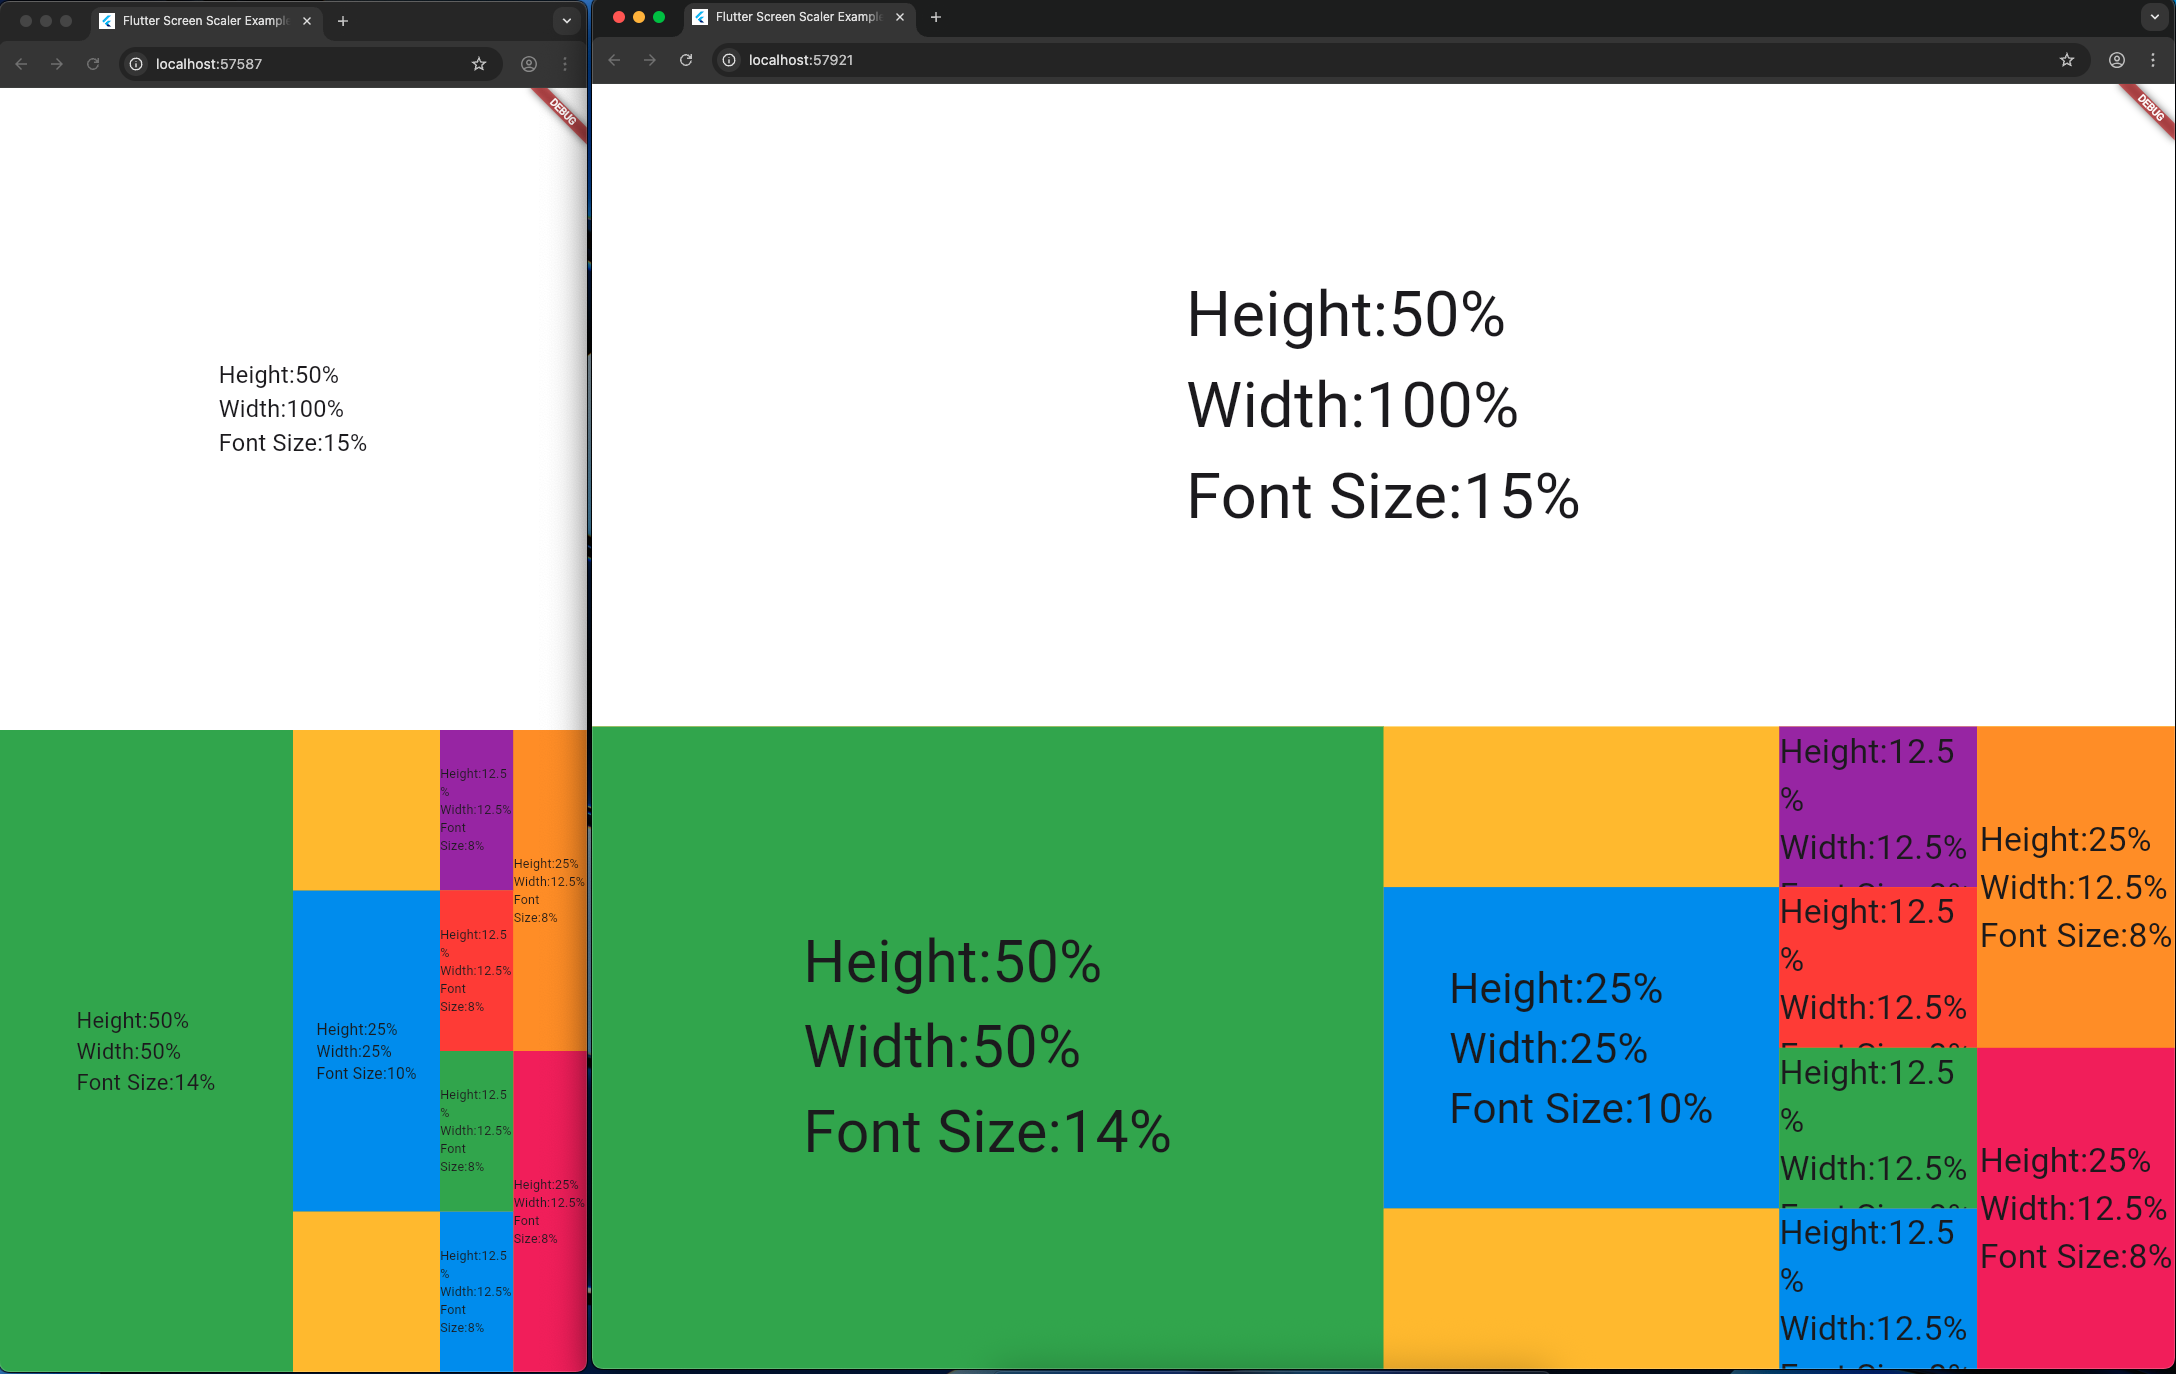 Flutter Screen Scaler Example
localhost:57587
DEBUG
Height:50%
Width:100%
Font Size:15%
Height:50%
Width:50%
Font Size:14%
Height:25%
Width:25%
Font Size:10%
Height:12.5
%
Width:12.5%
Font
Size:8%
Height:12.5
%
Width:12.5%
Font
Size:8%
Height:12.5
%
Width:12.5%
Font
Size:8%
Height:12.5
%
Width:12.5%
Font
Size:8%
Height:25%
Width:12.5%
Font
Size:8%
Height:25%
Width:12.5%
Font
Size:8%
Flutter Screen Scaler Example
localhost:57921
DEBUG
Height:50%
Width:100%
Font Size:15%
Height:50%
Width:50%
Font Size:14%
Height:25%
Width:25%
Font Size:10%
Height:12.5
%
Width:12.5%
Height:12.5
%
Width:12.5%
Height:12.5
%
Width:12.5%
Height:12.5
%
Width:12.5%
Height:25%
Width:12.5%
Font Size:8%
Height:25%
Width:12.5%
Font Size:8%